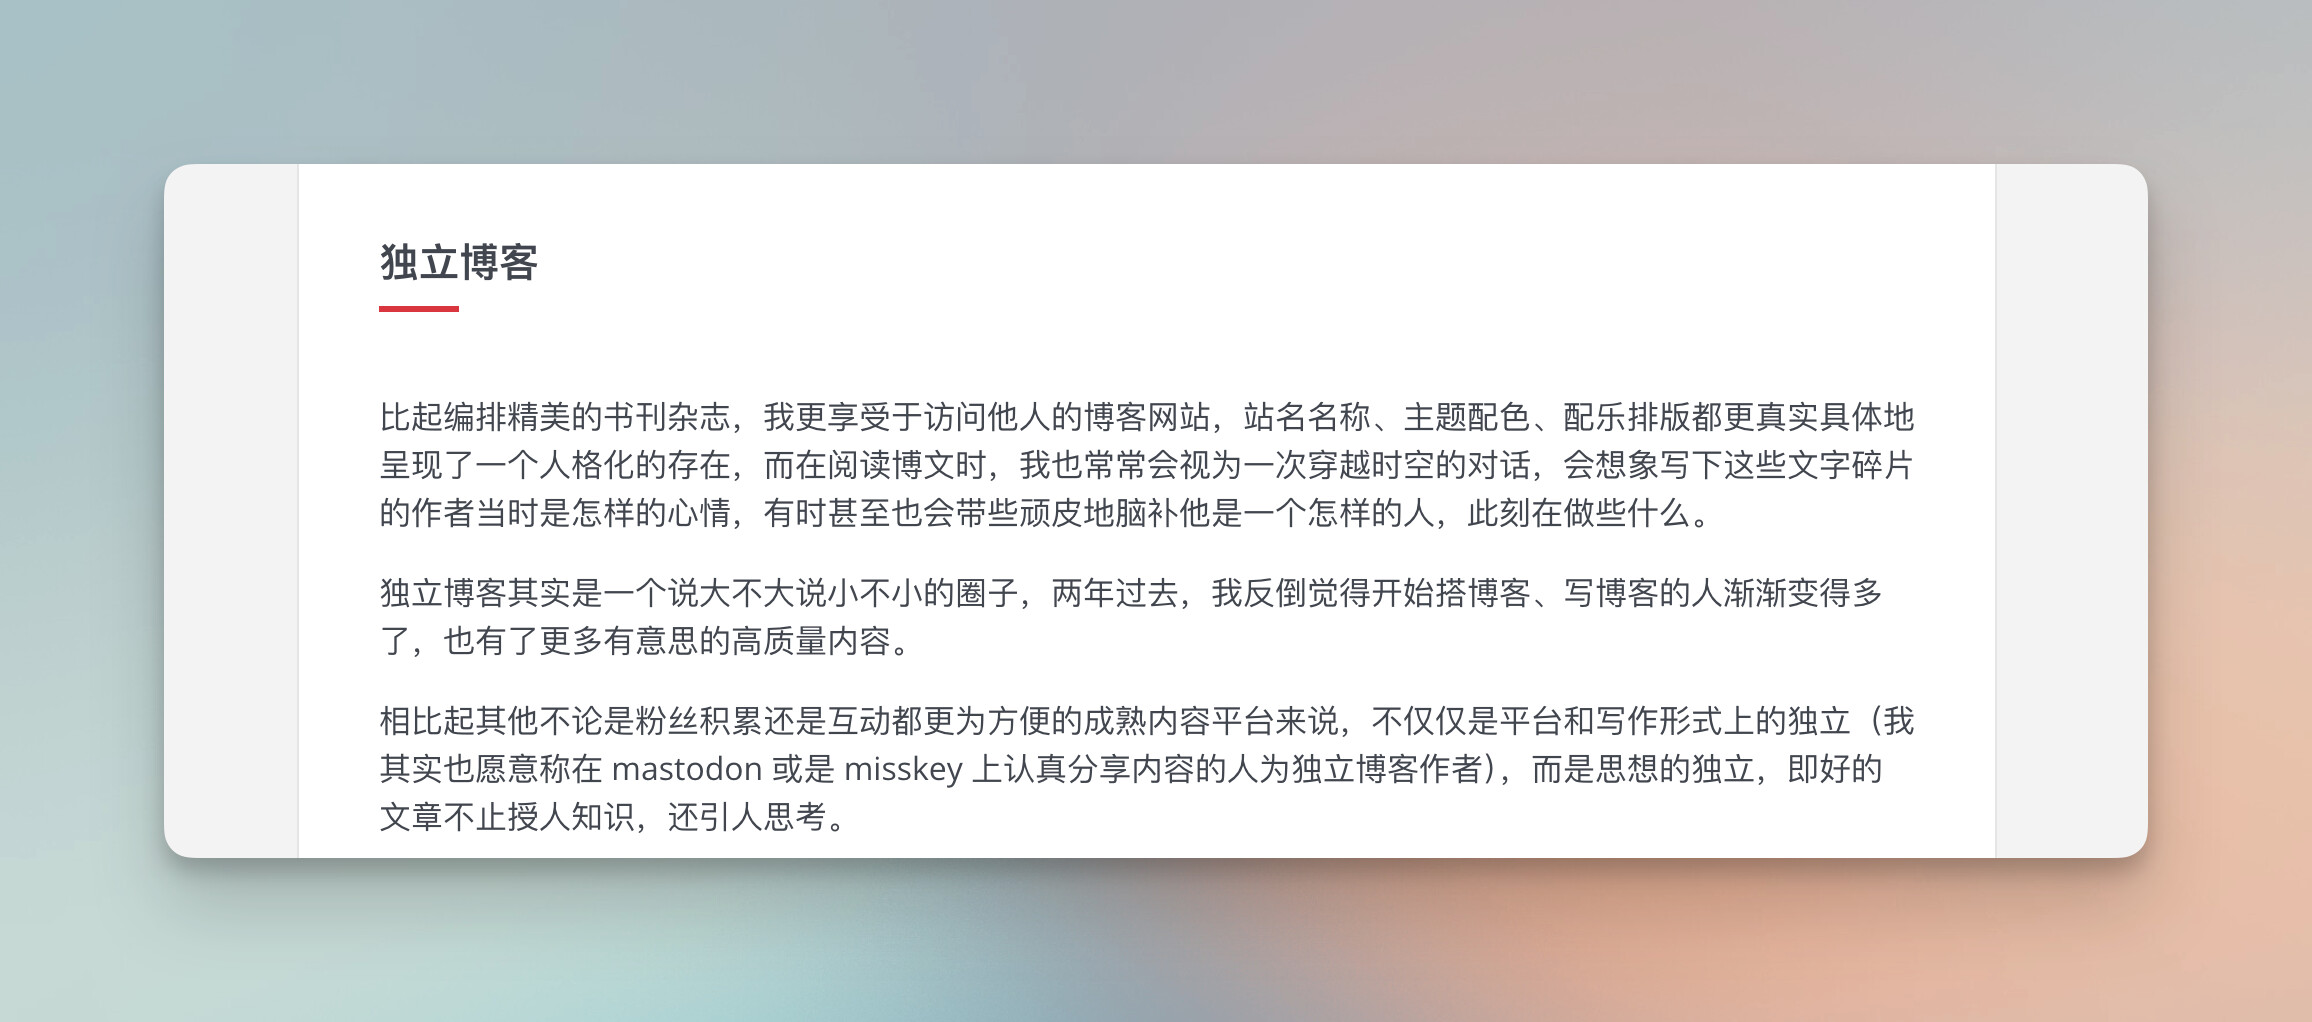 独立博客
比起编排精美的书刊杂志，我更享受于访问他人的博客网站，站名名称、主题配色、配乐排版都更真实具体地
呈现了一个人格化的存在，而在阅读博文时，我也常常会视为一次穿越时空的对话，会想象写下这些文字碎片
的作者当时是怎样的心情，有时甚至也会带些顽皮地脑补他是一个怎样的人，此刻在做些什么。
独立博客其实是一个说大不大说小不小的圈子，两年过去，我反倒觉得开始搭博客、写博客的人渐渐变得多
了，也有了更多有意思的高质量内容。
相比起其他不论是粉丝积累还是互动都更为方便的成熟内容平台来说，不仅仅是平台和写作形式上的独立（我
其实也愿意称在 mastodon 或是 misskey 上认真分享内容的人为独立博客作者），而是思想的独立，即好的
文章不止授人知识，还引人思考。